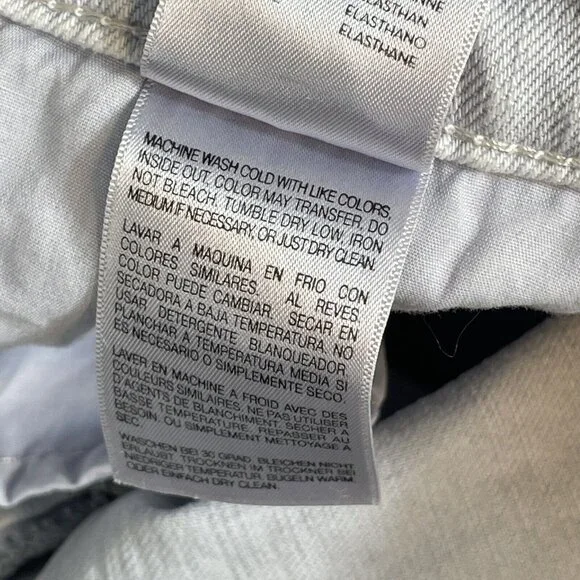 ELASTHAN
ELASTHANO
ELASTHANE
MACHINE WASH COLD WITH LIKE COLORS,
INSIDE OUT, COLOR MAY TRANSFER, DO
NOT BLEACH, TUMBLE DRY LOW, IRON
MEDIUM IF NECESSARY, OR JUST DRY CLEAN.
LAVAR A MAQUINA EN FRIO CON
COLORES SIMILARES, AL REVES
COLOR PUEDE CAMBIAR SECAR EN
SECADORA A BAJA TEMPERATURA, NO
USAR DETERGENTE BLANQUEADOR
PLANCHAR A TEMPERATURA MEDIA SI
ES NECESARIO O SIMPLEMENTE SECO.
LAVER EN MACHINE A FROID AVEC DES
COULEURS SIMILAIRES, NE PAS UTILISER
D'AGENTS DE BLANCHIMENT, SECHER A
BASSE TEMPERATURE, REPASSER AU
BESOIN, OU SIMPLEMENT METTOYAGE A
SEC.
WASCHEN BEI 30 GRAD, BLEICHEN NICHT
ERLAUBT, TROCKNEN IM TROCKNER BEI
NIEDRIGER TEMPERATUR, BUGELN WARM
ODER EINFACH DRY CLEAN.